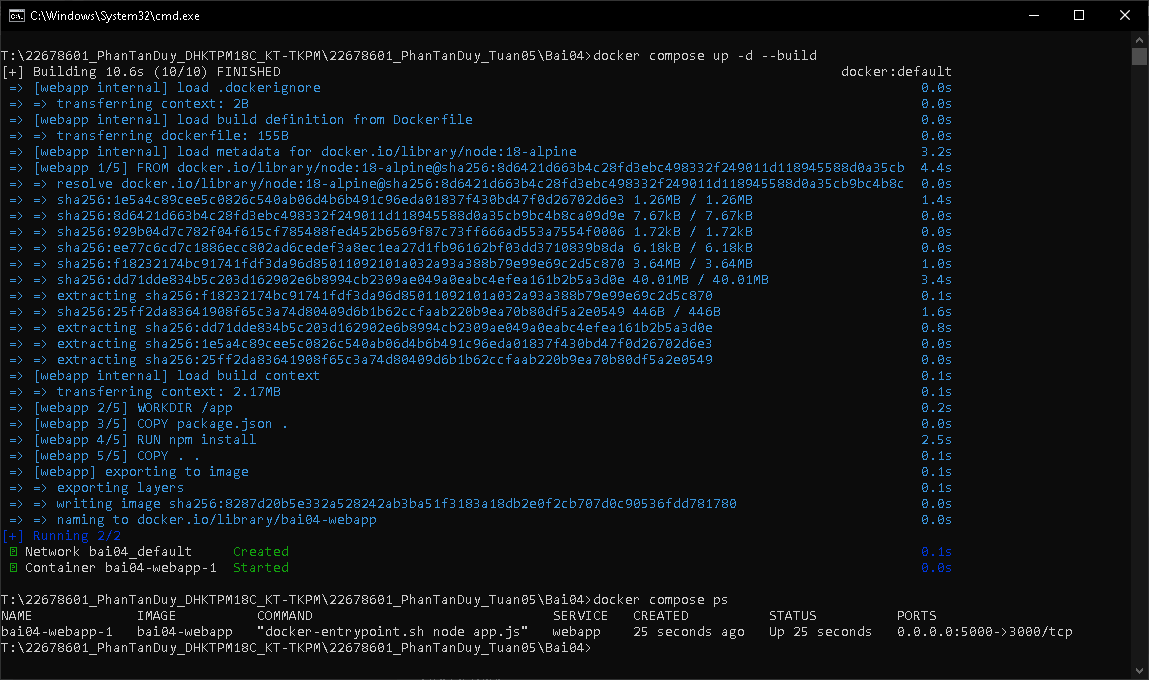 C:\Windows\System32\cmd.exe
T:\22678601_PhanTanDuy_DHKTPM18C_KT-TKPM\22678601_PhanTanDuy_Tuan05\Bai04>docker compose up -d --build
[+] Building 10.6s (10/10) FINISHED docker:default
=> [webapp internal] load .dockerignore 0.0s
=> => transferring context: 2B 0.0s
=> [webapp internal] load build definition from Dockerfile 0.0s
=> => transferring dockerfile: 155B 0.0s
=> [webapp internal] load metadata for docker.io/library/node:18-alpine 3.2s
=> [webapp 1/5] FROM docker.io/library/node:18-alpine@sha256:8d6421d663b4c28fd3ebc498332f249011d118945588d0a35cb 4.4s
=> => resolve docker.io/library/node:18-alpine@sha256:8d6421d663b4c28fd3ebc498332f249011d118945588d0a35cb9bc4b8c 0.0s
=> => sha256:1e5a4c89cee5c0826c540ab06d4b6b491c96eda01837f430bd47f0d26702d6e3 1.26MB / 1.26MB 1.4s
=> => sha256:8d6421d663b4c28fd3ebc498332f249011d118945588d0a35cb9bc4b8ca09d9e 7.67kB / 7.67kB 0.0s
=> => sha256:929b04d7c782f04f615cf785488fed452b6569f87c73ff666ad553a7554f0006 1.72kB / 1.72kB 0.0s
=> => sha256:ee77c6cd7c1886ecc802ad6cedef3a8ec1ea27d1fb96162bf03dd3710839b8da 6.18kB / 6.18kB 0.0s
=> => sha256:f18232174bc91741fdf3da96d85011092101a032a93a388b79e99e69c2d5c870 3.64MB / 3.64MB 1.0s
=> => sha256:dd71dde834b5c203d162902e6b8994cb2309ae049a0eabc4efea161b2b5a3d0e 40.01MB / 40.01MB 3.4s
=> => extracting sha256:f18232174bc91741fdf3da96d85011092101a032a93a388b79e99e69c2d5c870 0.1s
=> => sha256:25ff2da83641908f65c3a74d80409d6b1b62ccfaab220b9ea70b80df5a2e0549 446B / 446B 1.6s
=> => extracting sha256:dd71dde834b5c203d162902e6b8994cb2309ae049a0eabc4efea161b2b5a3d0e 0.8s
=> => extracting sha256:1e5a4c89cee5c0826c540ab06d4b6b491c96eda01837f430bd47f0d26702d6e3 0.0s
=> => extracting sha256:25ff2da83641908f65c3a74d80409d6b1b62ccfaab220b9ea70b80df5a2e0549 0.0s
=> [webapp internal] load build context 0.1s
=> => transferring context: 2.17MB 0.1s
=> [webapp 2/5] WORKDIR /app 0.2s
=> [webapp 3/5] COPY package.json . 0.0s
=> [webapp 4/5] RUN npm install 2.5s
=> [webapp 5/5] COPY . . 0.1s
=> [webapp] exporting to image 0.1s
=> => exporting layers 0.1s
=> => writing image sha256:8287d20b5e332a528242ab3ba51f3183a18db2e0f2cb707d0c90536fdd781780 0.0s
=> => naming to docker.io/library/bai04-webapp 0.0s
[+] Running 2/2
Network bai04_default Created 0.1s
Container bai04-webapp-1 Started 0.0s
T:\22678601_PhanTanDuy_DHKTPM18C_KT-TKPM\22678601_PhanTanDuy_Tuan05\Bai04>docker compose ps
NAME IMAGE COMMAND SERVICE CREATED STATUS PORTS
bai04-webapp-1 bai04-webapp "docker-entrypoint.sh node app.js" webapp 25 seconds ago Up 25 seconds 0.0.0.0:5000->3000/tcp
T:\22678601_PhanTanDuy_DHKTPM18C_KT-TKPM\22678601_PhanTanDuy_Tuan05\Bai04>